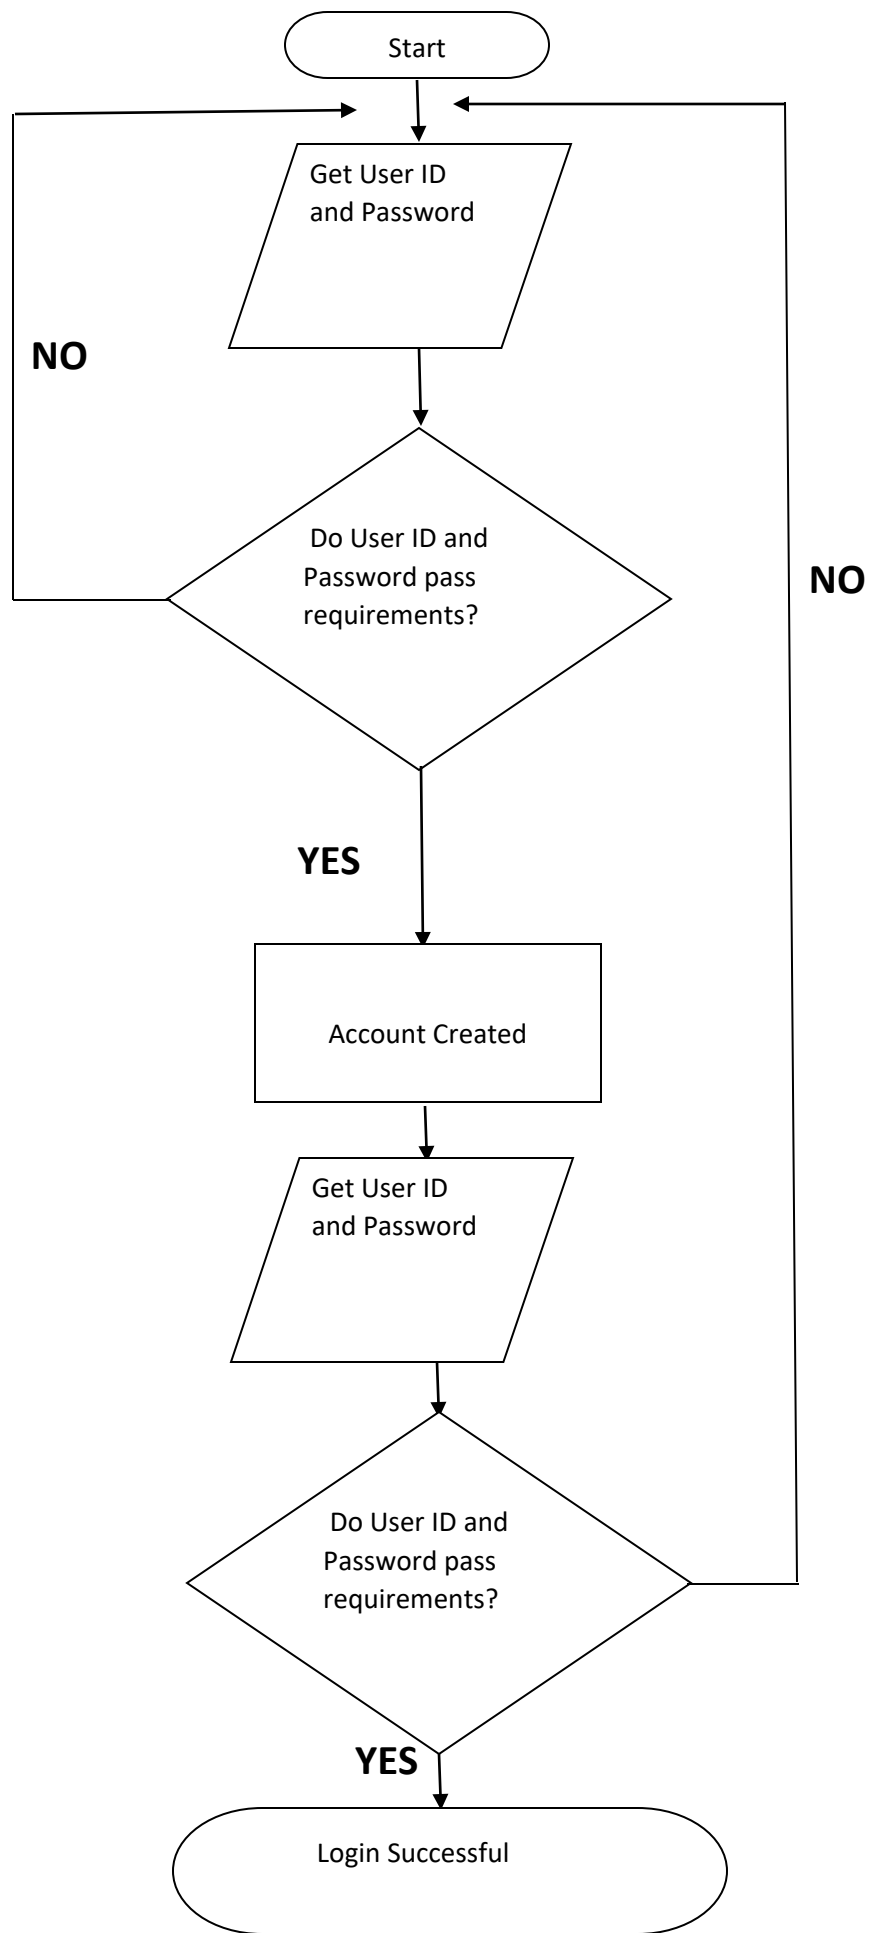 Start
Get User ID
and Password
NO
Do User ID and
Password pass
requirements?
NO
YES
Account Created
Get User ID
and Password
Do User ID and
Password pass
requirements?
YES
Login Successful